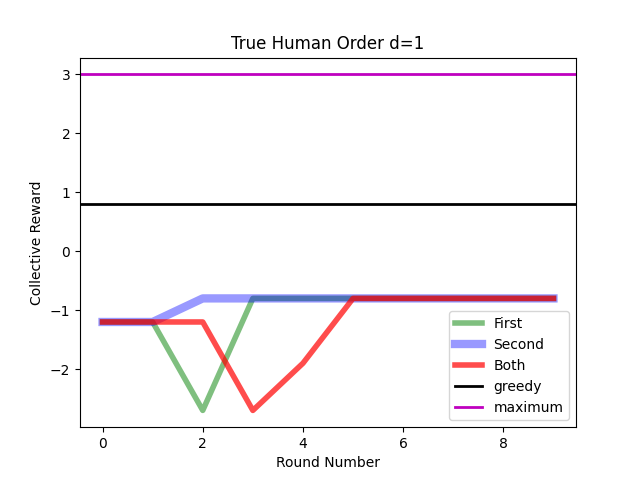 True Human Order d=1
Collective Reward
3
2
1
0
−1
−2
0 2 4 6 8
Round Number
First
Second
Both
greedy
maximum